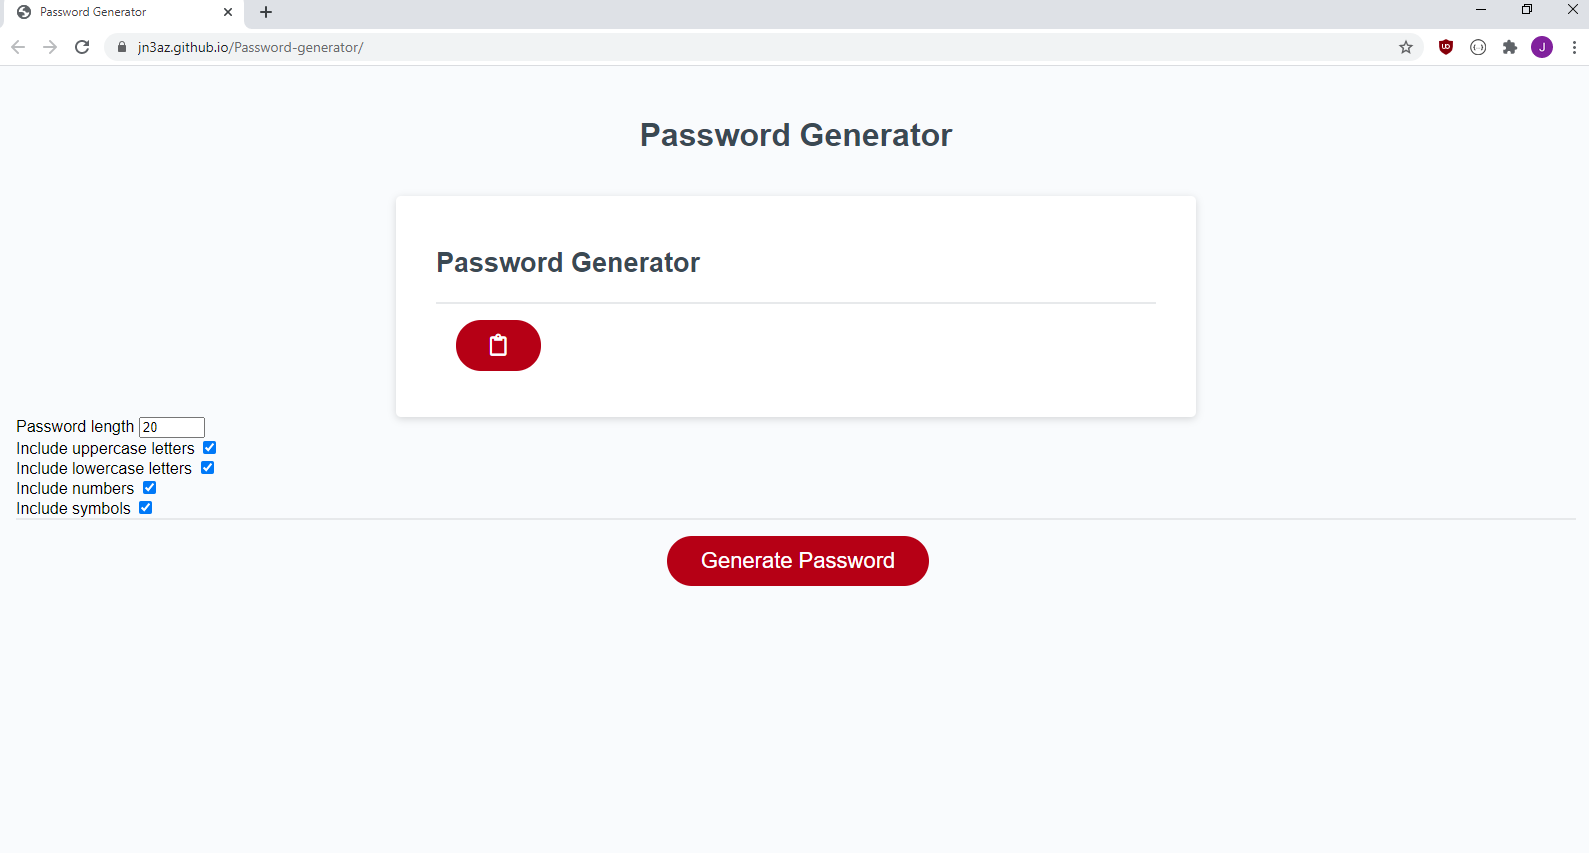 Password Generator
jn3az.github.io/Password-generator/
J
Password Generator
Password Generator
Password length 20
Include uppercase letters
Include lowercase letters
Include numbers
Include symbols
Generate Password